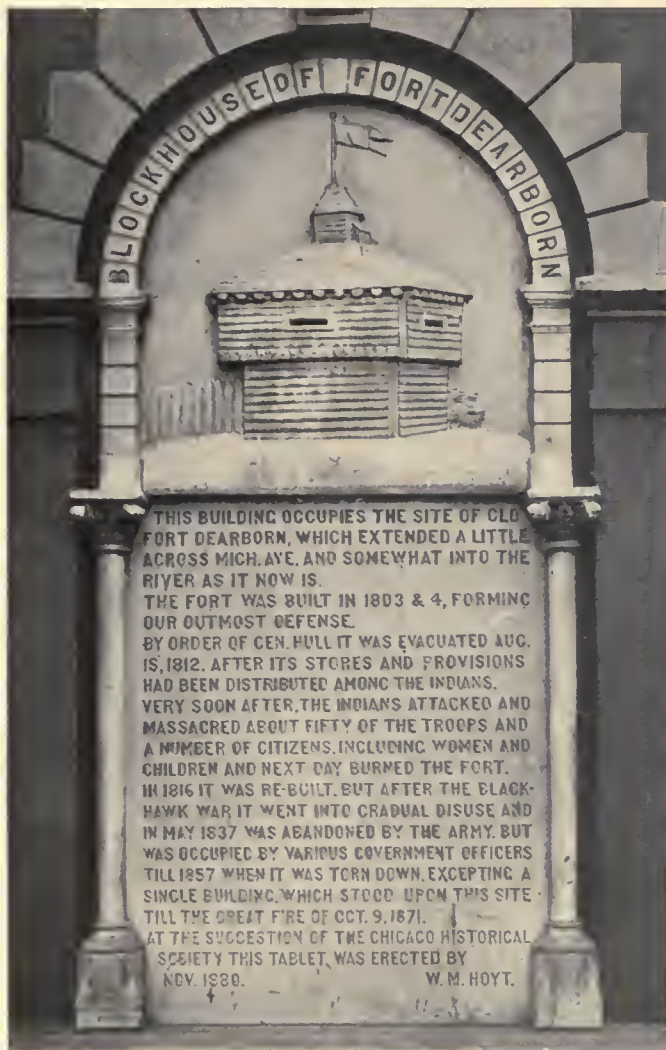 BLOCKHOUSE OF FORT DEARBORN
THIS BUILDING OCCUPIES THE SITE OF OLD
FORT DEARBORN, WHICH EXTENDED A LITTLE
ACROSS MICH. AVE. AND SOMEWHAT INTO THE
RIVER AS IT NOW IS.
THE FORT WAS BUILT IN 1803 & 4, FORMING
OUR OUTMOST DEFENSE.
BY ORDER OF GEN. HULL IT WAS EVACUATED AUG.
15, 1812. AFTER ITS STORES AND PROVISIONS
HAD BEEN DISTRIBUTED AMONG THE INDIANS.
VERY SOON AFTER, THE INDIANS ATTACKED AND
MASSACRED ABOUT FIFTY OF THE TROOPS AND
A NUMBER OF CITIZENS, INCLUDING WOMEN AND
CHILDREN AND NEXT DAY BURNED THE FORT.
IN 1816 IT WAS RE-BUILT, BUT AFTER THE BLACK-
HAWK WAR IT WENT INTO GRADUAL DISUSE AND
IN MAY 1837 WAS ABANDONED BY THE ARMY, BUT
WAS OCCUPIED BY VARIOUS GOVERNMENT OFFICERS
TILL 1857 WHEN IT WAS TORN DOWN, EXCEPTING A
SINGLE BUILDING, WHICH STOOD UPON THIS SITE
TILL THE GREAT FIRE OF OCT. 9, 1871.
AT THE SUGGESTION OF THE CHICAGO HISTORICAL
SOCIETY THIS TABLET, WAS ERECTED BY
NOV. 1880. W. M. HOYT.